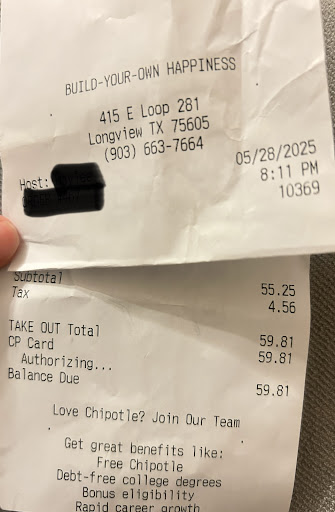 BUILD-YOUR-OWN HAPPINESS
415 E Loop 281
Longview TX 75605
(903) 663-7664
05/28/2025
Host:
8:11 PM
10369
Subtotal 55.25
Tax 4.56
TAKE OUT Total 59.81
CP Card 59.81
Authorizing...
Balance Due 59.81
Love Chipotle? Join Our Team
Get great benefits like:
Free Chipotle
Debt-free college degrees
Bonus eligibility
Rapid career growth